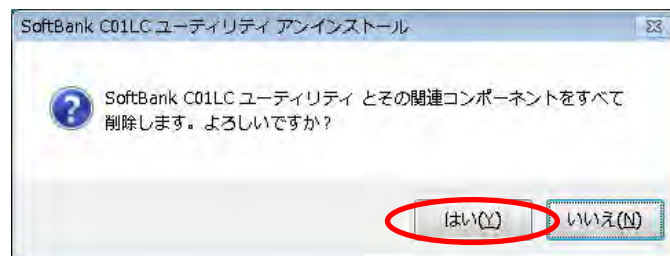 SoftBank C01LC ユーティリティ アンインストール
SoftBank C01LC ユーティリティ とその関連コンポーネントをすべて
削除します。よろしいですか?
はい(Y) いいえ(N)